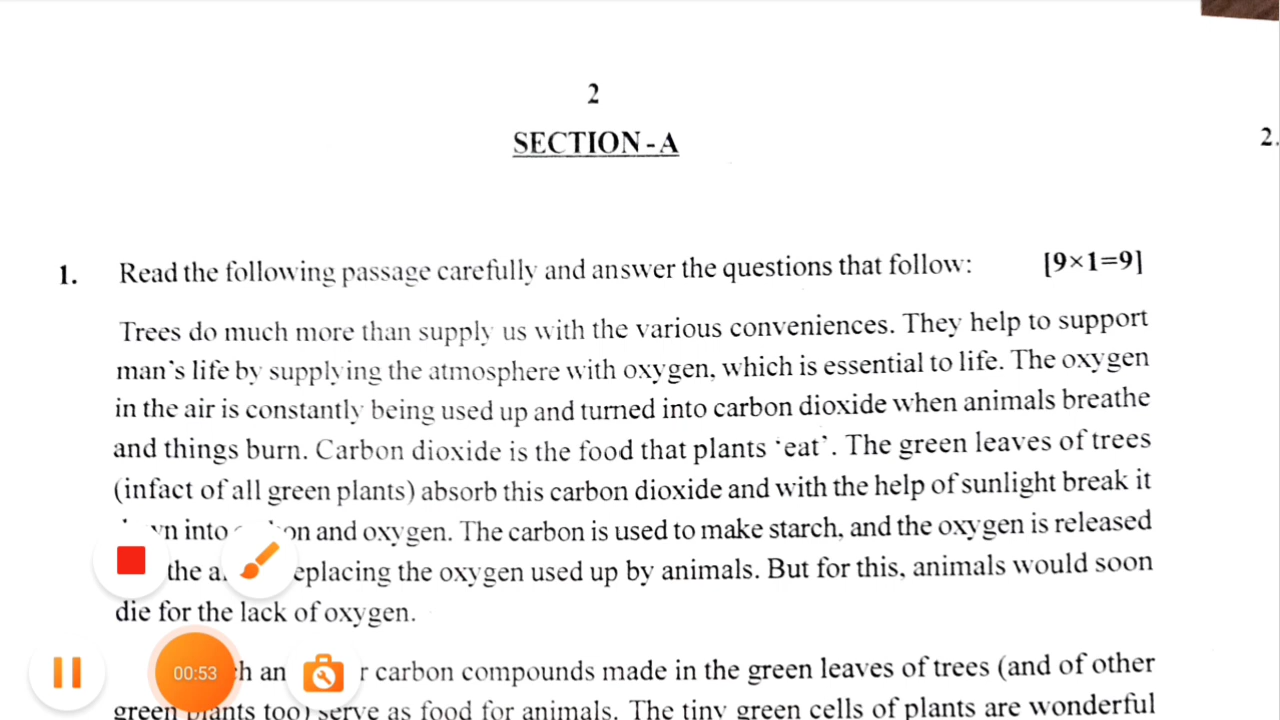 2
SECTION-A
2.
1. Read the following passage carefully and answer the questions that follow: [9×1=9]
Trees do much more than supply us with the various conveniences. They help to support
man's life by supplying the atmosphere with oxygen, which is essential to life. The oxygen
in the air is constantly being used up and turned into carbon dioxide when animals breathe
and things burn. Carbon dioxide is the food that plants 'eat'. The green leaves of trees
(infact of all green plants) absorb this carbon dioxide and with the help of sunlight break it
into and oxygen. The carbon is used to make starch, and the oxygen is released
the replacing the oxygen used up by animals. But for this, animals would soon
die for the lack of oxygen.
carbon compounds made in the green leaves of trees (and of other
green plants too) serve as food for animals. The tiny green cells of plants are wonderful
00:53